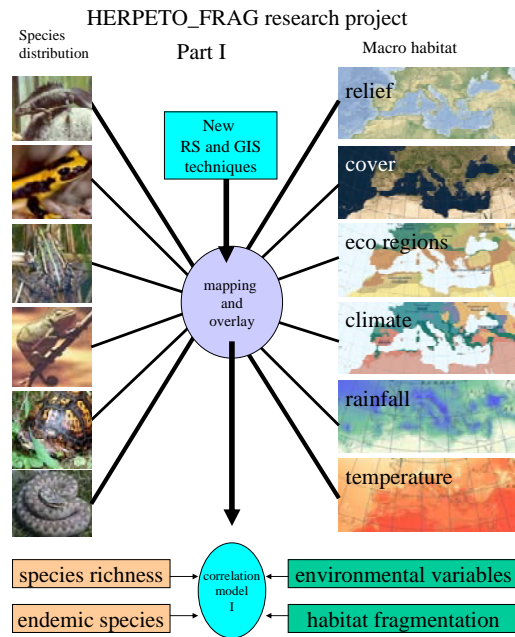 HERPETO_FRAG research project
Species
distribution
Part I
Macro habitat
New
RS and GIS
techniques
relief
cover
eco regions
mapping
and
overlay
climate
rainfall
temperature
species richness
correlation
model
I
environmental variables
endemic species
habitat fragmentation